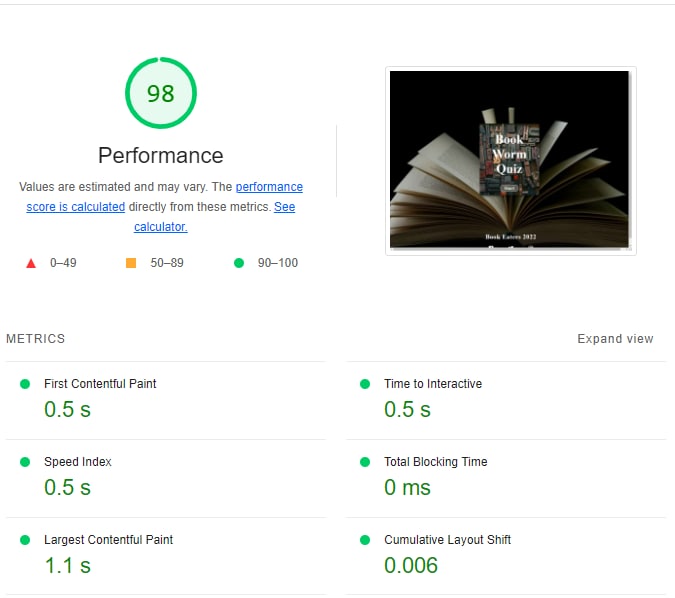 98
Performance
Values are estimated and may vary. The performance
score is calculated directly from these metrics. See
calculator.
0–49
50–89
90–100
Book
Worm
Quiz
Book Eaters 2022
METRICS
Expand view
First Contentful Paint
0.5 s
Time to Interactive
0.5 s
Speed Index
0.5 s
Total Blocking Time
0 ms
Largest Contentful Paint
1.1 s
Cumulative Layout Shift
0.006